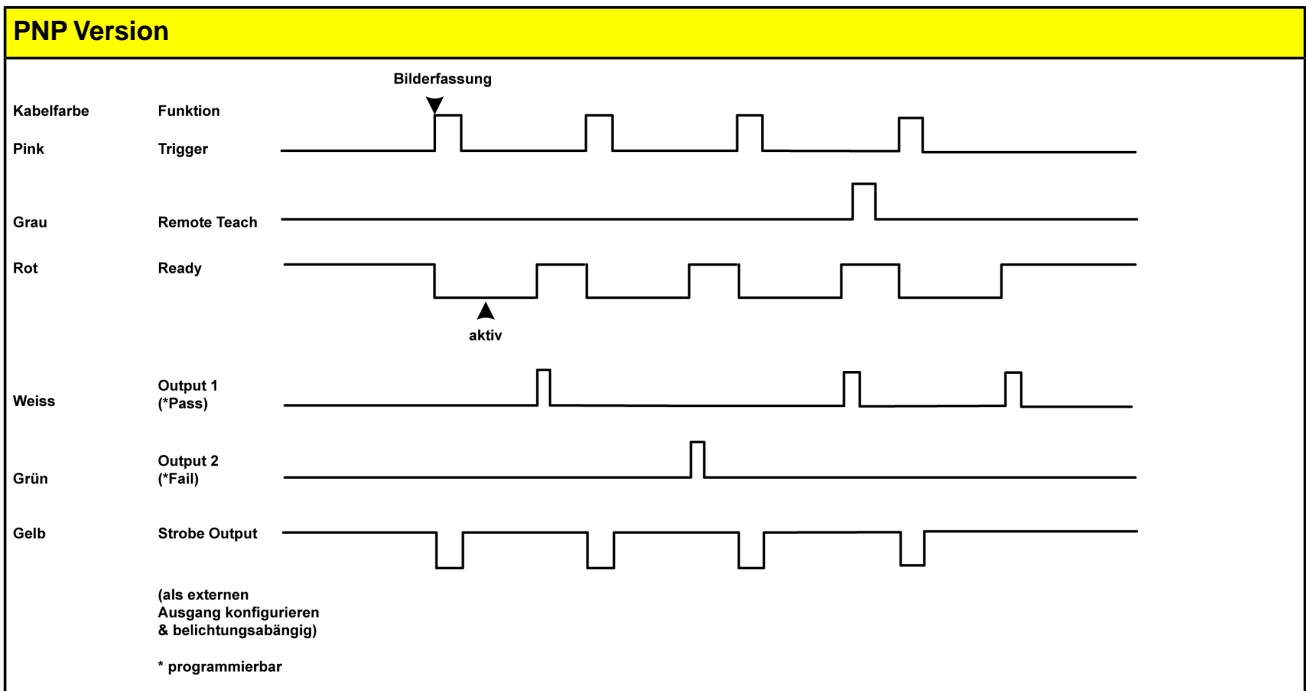 PNP Version
Bilderfassung
Kabelfarbe Funktion
Pink Trigger
Grau Remote Teach
Rot Ready
aktiv
Output 1
Weiss (*Pass)
Output 2
Grün (*Fail)
Gelb Strobe Output
(als externen
Ausgang konfigurieren
& belichtungsabängig)
* programmierbar